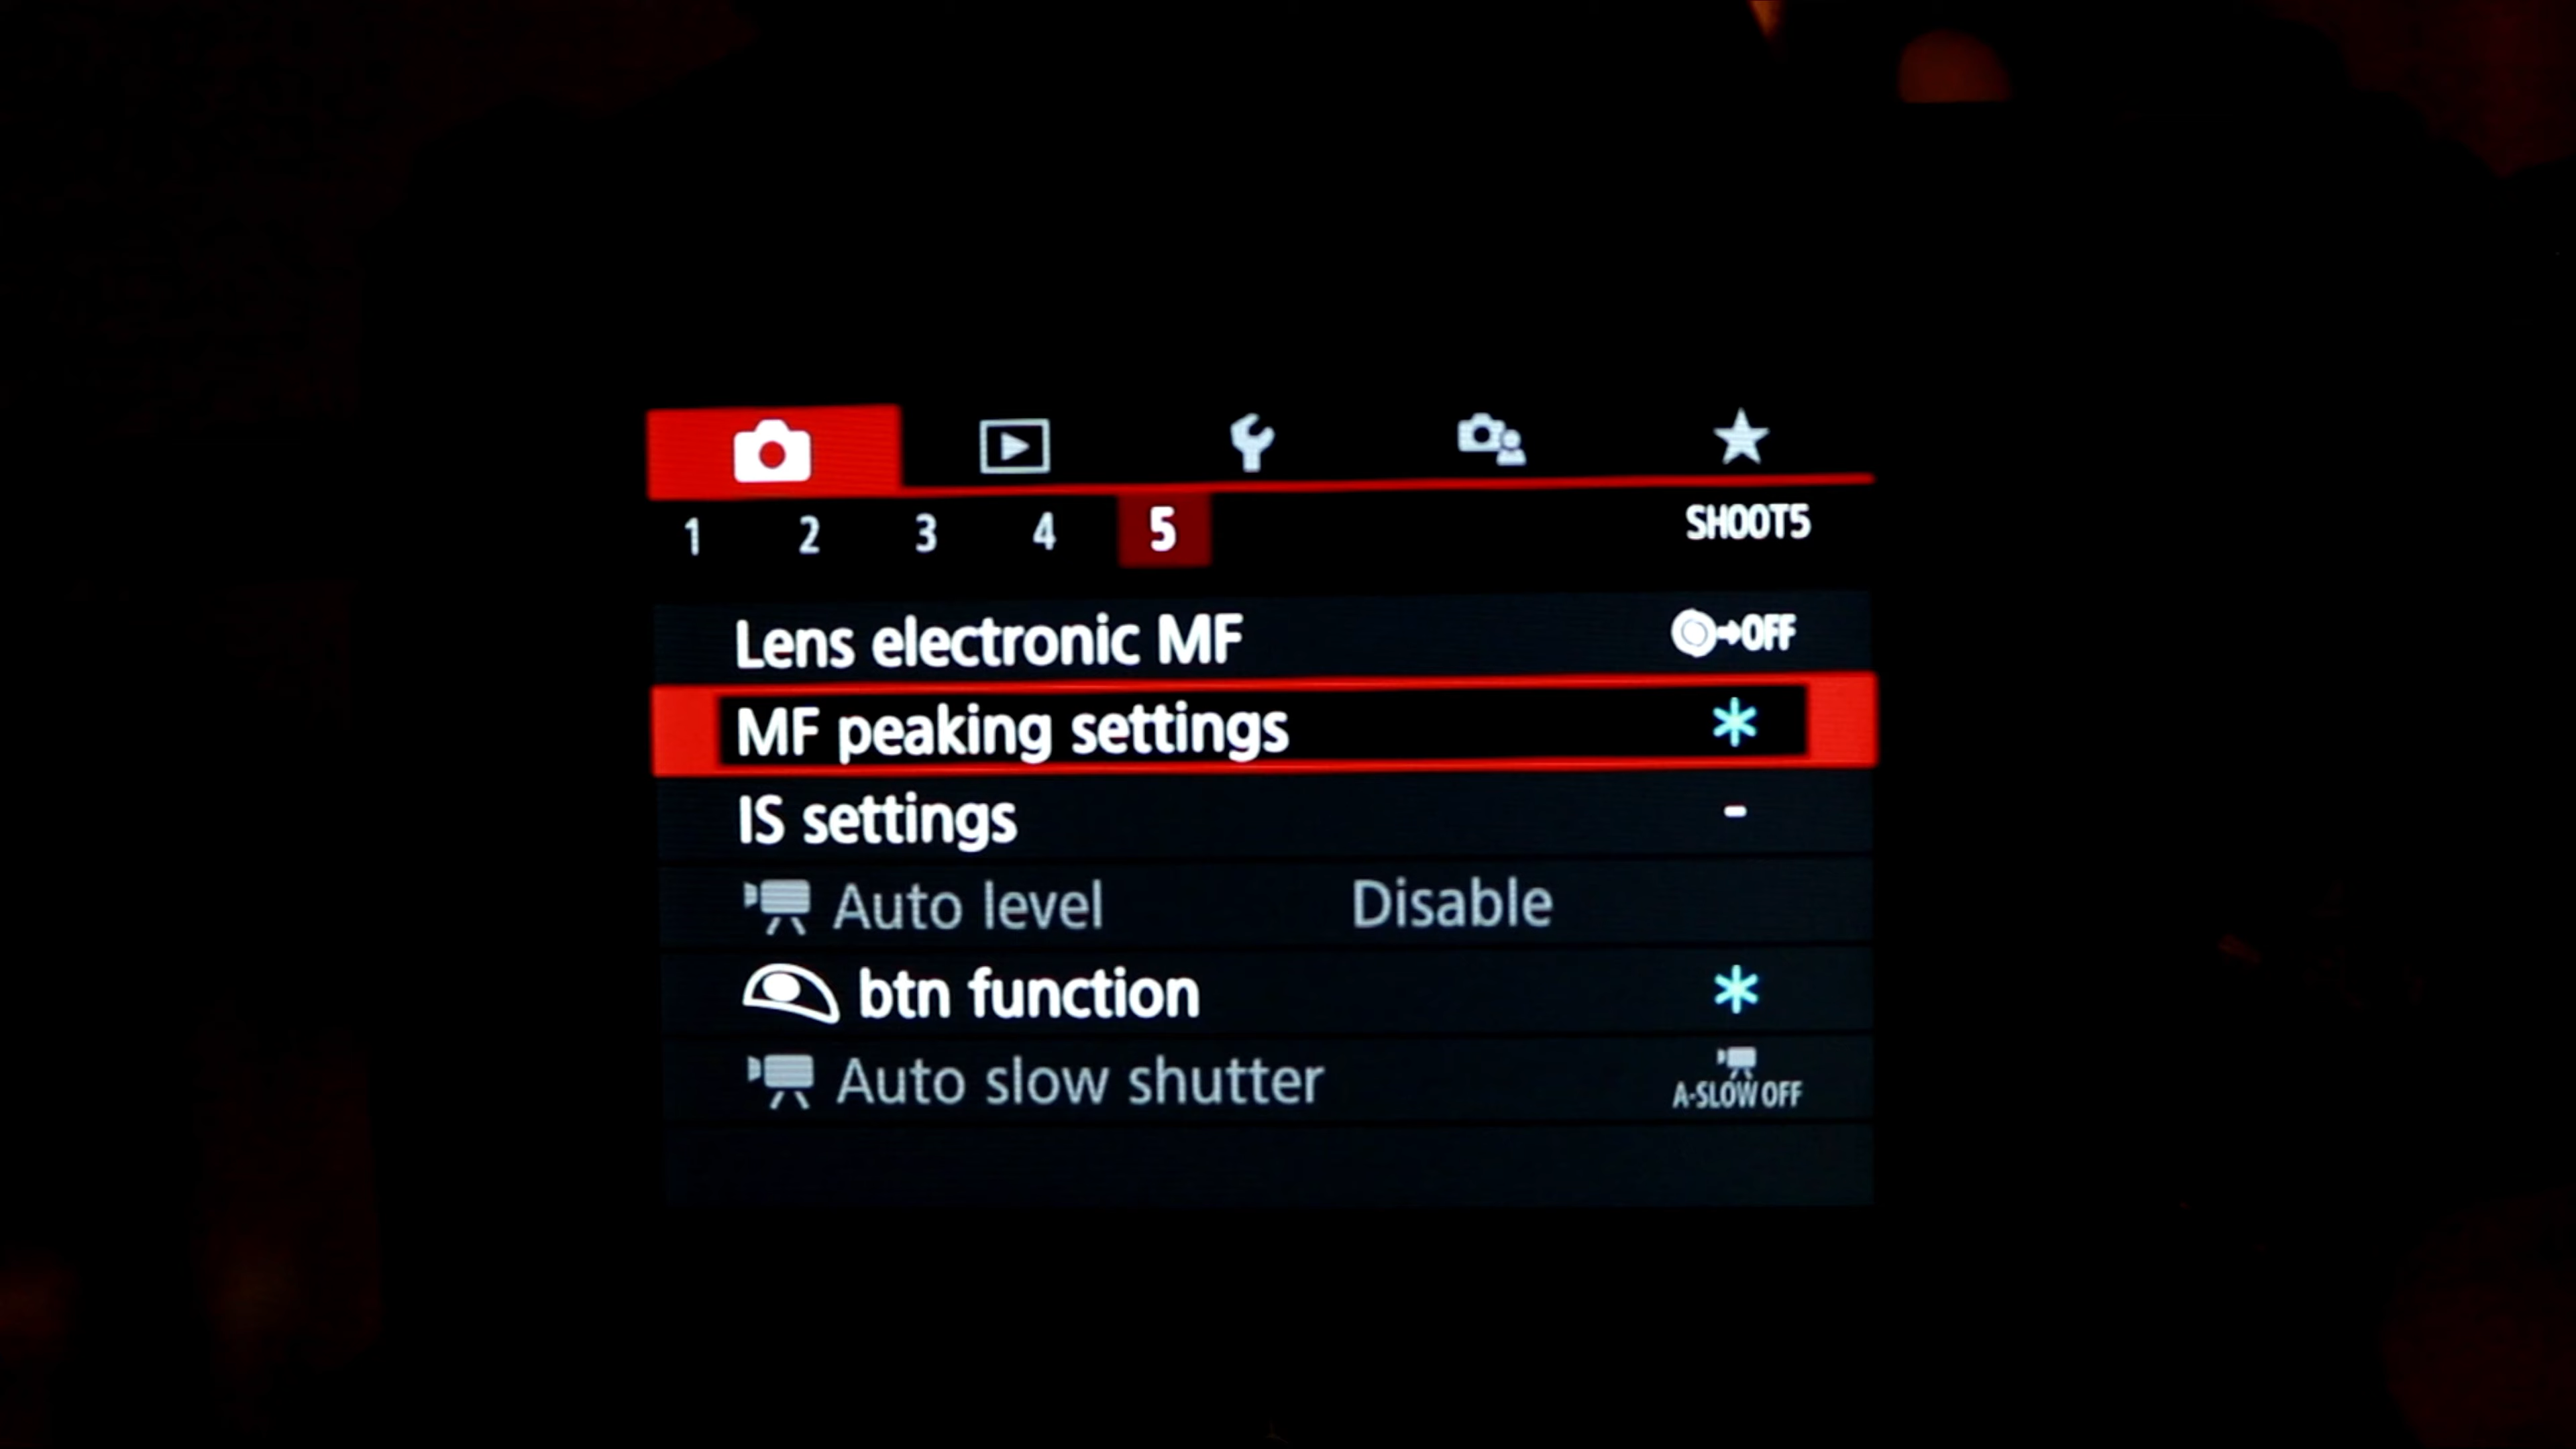 1 2 3 4 5 SHOOT5
Lens electronic MF OFF
MF peaking settings
IS settings -
Auto level Disable
btn function
Auto slow shutter A-SLOW OFF